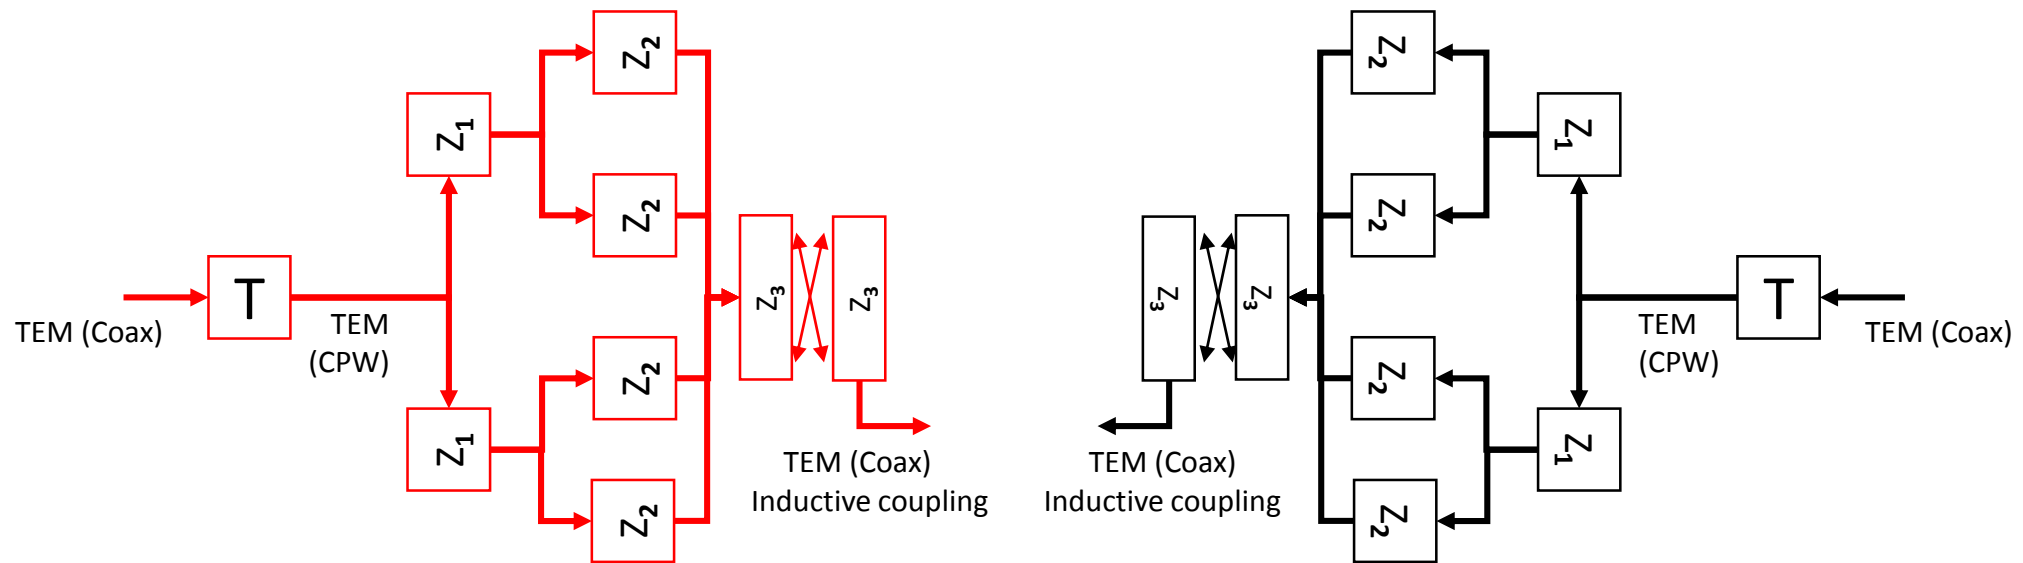 Z₂
Z₂
Z₁
Z₁
Z₂
Z₂
T
TEM (Coax)
TEM
(CPW)
Z₃
Z₃
Z₃
Z₃
TEM
(CPW)
T
TEM (Coax)
Z₂
Z₂
Z₁
Z₁
Z₂
Z₂
TEM (Coax)
Inductive coupling
TEM (Coax)
Inductive coupling